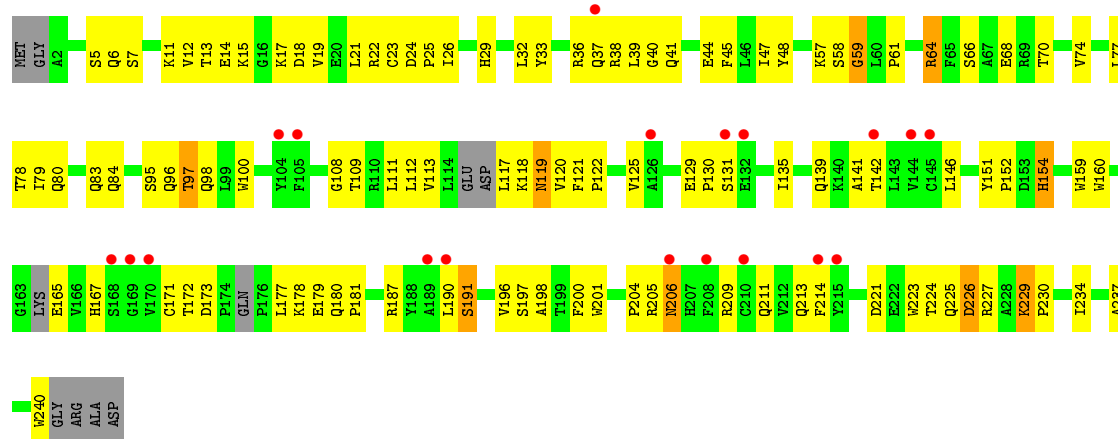 MET GLY A2 S5 Q6 S7 K11 V12 T13 E14 K15 G16 K17 D18 V19 E20 L21 R22 C23 D24 P25 I26 H29 L32 Y33 R36 Q37 R38 L39 G40 Q41 E44 F45 L46 I47 Y48 K57 S58 G59 L60 P61 R64 F65 S66 A67 E68 R69 T70 V74 L77
T78 I79 Q80 Q83 Q84 S95 Q96 T97 Q98 L99 W100 Y104 F105 G108 T109 R110 L111 L112 V113 L114 GLU ASP L117 K118 N119 V120 F121 P122 V125 A126 E129 P130 S131 E132 I135 Q139 K140 A141 T142 L143 V144 C145 L146 Y151 P152 D153 H154 W159 W160
G163 LYS E165 V166 H167 S168 G169 V170 C171 T172 D173 P174 GLN P176 L177 K178 E179 Q180 P181 R187 Y188 A189 L190 S191 V196 S197 A198 T199 F200 W201 P204 R205 N206 H207 F208 R209 C210 Q211 V212 Q213 F214 Y215 D221 E222 W223 T224 Q225 D226 R227 A228 K229 P230 I234 A237
W240 GLY ARG ALA ASP